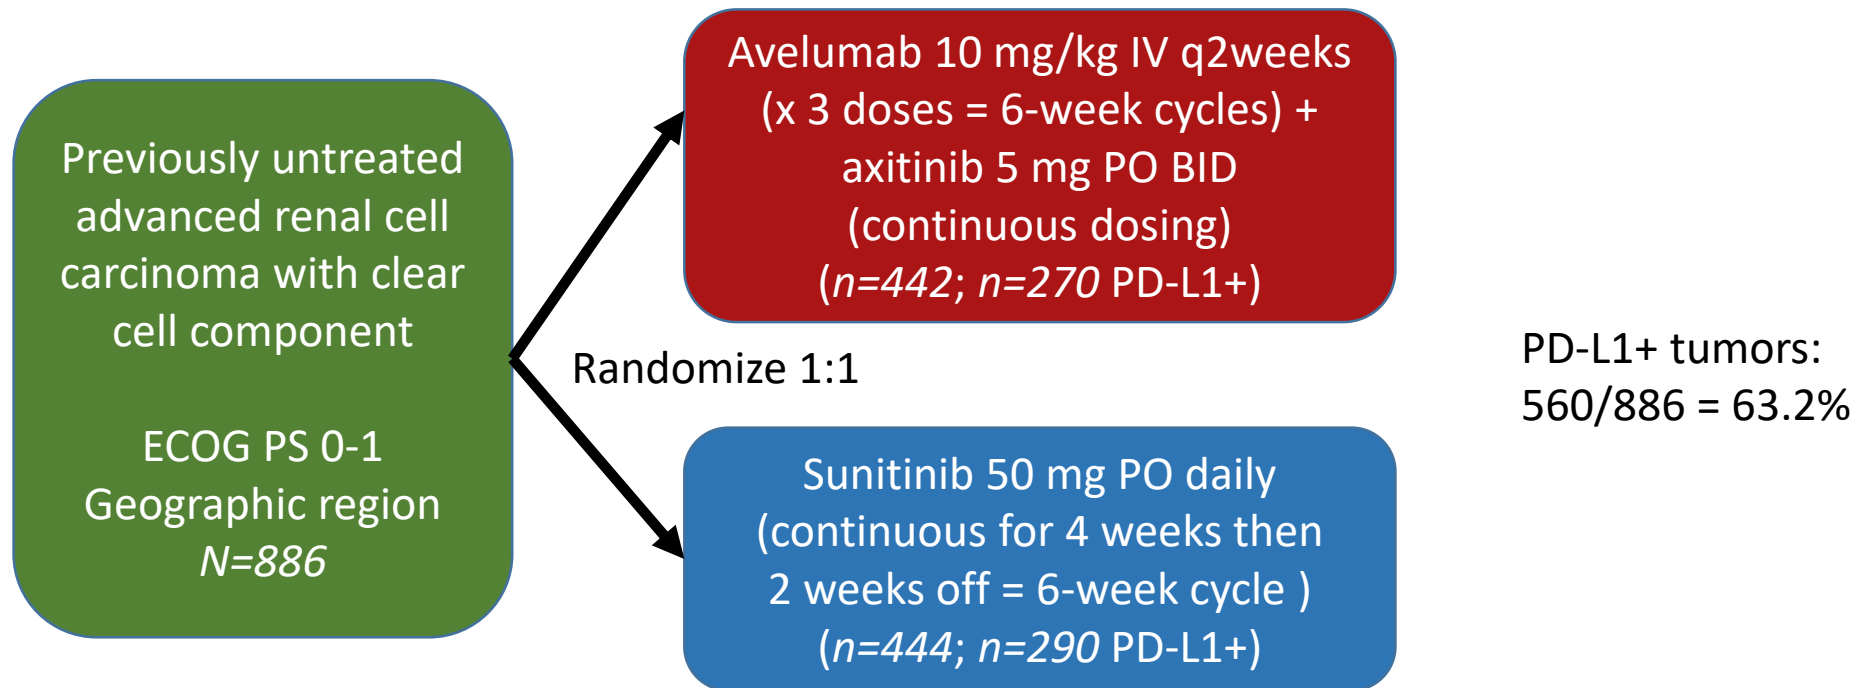 Previously untreated
advanced renal cell
carcinoma with clear
cell component
ECOG PS 0-1
Geographic region
N=886
Avelumab 10 mg/kg IV q2weeks
(x 3 doses = 6-week cycles) +
axitinib 5 mg PO BID
(continuous dosing)
(n=442; n=270 PD-L1+)
Randomize 1:1
Sunitinib 50 mg PO daily
(continuous for 4 weeks then
2 weeks off = 6-week cycle )
(n=444; n=290 PD-L1+)
PD-L1+ tumors:
560/886 = 63.2%